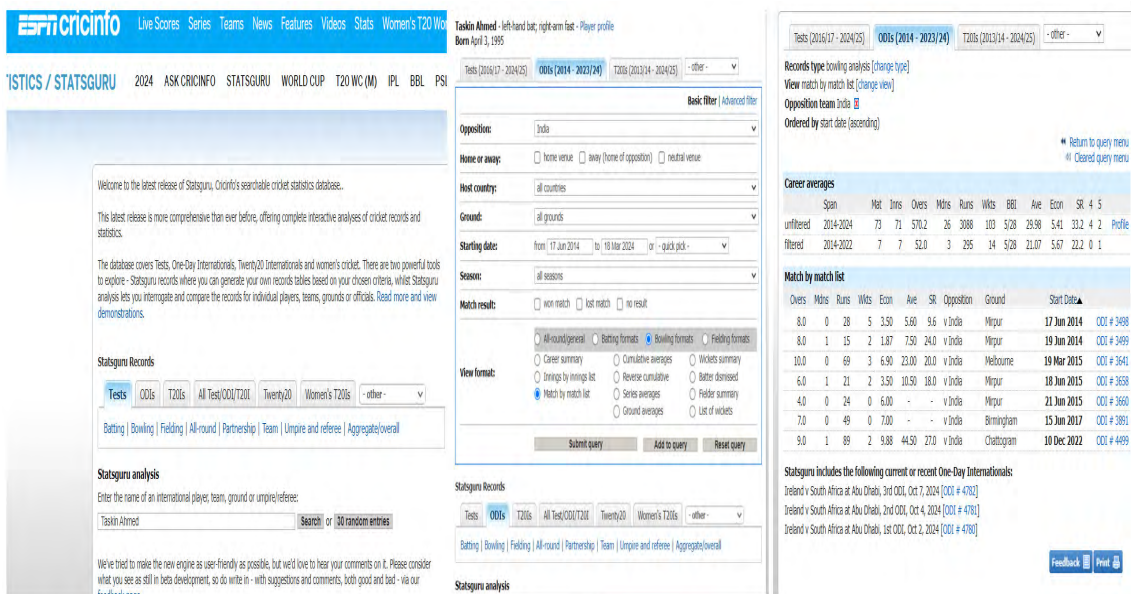 ESPN cricinfo
Live Scores Series Teams News Features Videos Stats Women's T20 Wo
ISTICS / STATSGURU 2024 ASK CRICINFO STATSGURU WORLD CUP T20 WC (M) IPL BBL PSL
Welcome to the latest release of Statsguru, Cricinfo's searchable cricket statistics database..
This latest release is more comprehensive than ever before, offering complete interactive analyses of cricket records and
statistics.
The database covers Tests, One-Day Internationals, Twenty20 Internationals and women's cricket. There are two powerful tools
to explore - Statsguru records where you can generate your own records tables based on your chosen criteria, whilst Statsguru
analysis lets you interrogate and compare the records for individual players, teams, grounds or officials. Read more and view
demonstrations.
Statsguru Records
Tests ODIs T20Is All Test/ODI/T20I Twenty20 Women's T20Is - other -
Batting | Bowling | Fielding | All-round | Partnership | Team | Umpire and referee | Aggregate/overall
Statsguru analysis
Enter the name of an international player, team, ground or umpire/referee:
Taskin Ahmed Search or 30 random entries
We've tried to make the new engine as user-friendly as possible, but we'd love to hear your comments on it. Please consider
what you see as still in beta development, so do write in - with suggestions and comments, both good and bad - via our
Taskin Ahmed - left-hand bat; right-arm fast - Player profile
Born April 3, 1995
Tests (2016/17 - 2024/25) ODIs (2014 - 2023/24) T20Is (2013/14 - 2024/25) - other -
Basic filter | Advanced filter
Opposition: India
Home or away: home venue away (home of opposition) neutral venue
Host country: all countries
Ground: all grounds
Starting date: from 17 Jun 2014 to 18 Mar 2024 or - quick pick -
Season: all seasons
Match result: won match lost match no result
View format: All-round/general Batting formats Bowling formats Fielding formats
Career summary Cumulative averages Wickets summary
Innings by innings list Reverse cumulative Batter dismissed
Match by match list Series averages Fielder summary
Ground averages List of wickets
Submit query Add to query Reset query
Statsguru Records
Tests ODIs T20Is All Test/ODI/T20I Twenty20 Women's T20Is - other -
Batting | Bowling | Fielding | All-round | Partnership | Team | Umpire and referee | Aggregate/overall
Statsguru analysis
Tests (2016/17 - 2024/25) ODIs (2014 - 2023/24) T20Is (2013/14 - 2024/25) - other -
Records type bowling analysis [change type]
View match by match list [change view]
Opposition team India
Ordered by start date (ascending)
Return to query menu
Cleared query menu
Career averages
Span Mat Inns Overs Mdns Runs Wkts BBI Ave Econ SR 4 5
unfiltered 2014-2024 73 71 570.2 26 3088 103 5/28 29.98 5.41 33.2 4 2 Profile
filtered 2014-2022 7 7 52.0 3 295 14 5/28 21.07 5.67 22.2 0 1
Match by match list
Overs Mdns Runs Wkts Econ Ave SR Opposition Ground Start Date
8.0 0 28 5 3.50 5.60 9.6 v India Mirpur 17 Jun 2014 ODI # 3498
8.0 1 15 2 1.87 7.50 24.0 v India Mirpur 19 Jun 2014 ODI # 3499
10.0 0 69 3 6.90 23.00 20.0 v India Melbourne 19 Mar 2015 ODI # 3641
6.0 1 21 2 3.50 10.50 18.0 v India Mirpur 18 Jun 2015 ODI # 3658
4.0 0 24 0 6.00 - - v India Mirpur 21 Jun 2015 ODI # 3660
7.0 0 49 0 7.00 - - v India Birmingham 15 Jun 2017 ODI # 3891
9.0 1 89 2 9.88 44.50 27.0 v India Chattogram 10 Dec 2022 ODI # 4499
Statsguru includes the following current or recent One-Day Internationals:
Ireland v South Africa at Abu Dhabi, 3rd ODI, Oct 7, 2024 [ODI # 4782]
Ireland v South Africa at Abu Dhabi, 2nd ODI, Oct 4, 2024 [ODI # 4781]
Ireland v South Africa at Abu Dhabi, 1st ODI, Oct 2, 2024 [ODI # 4780]
Feedback Print